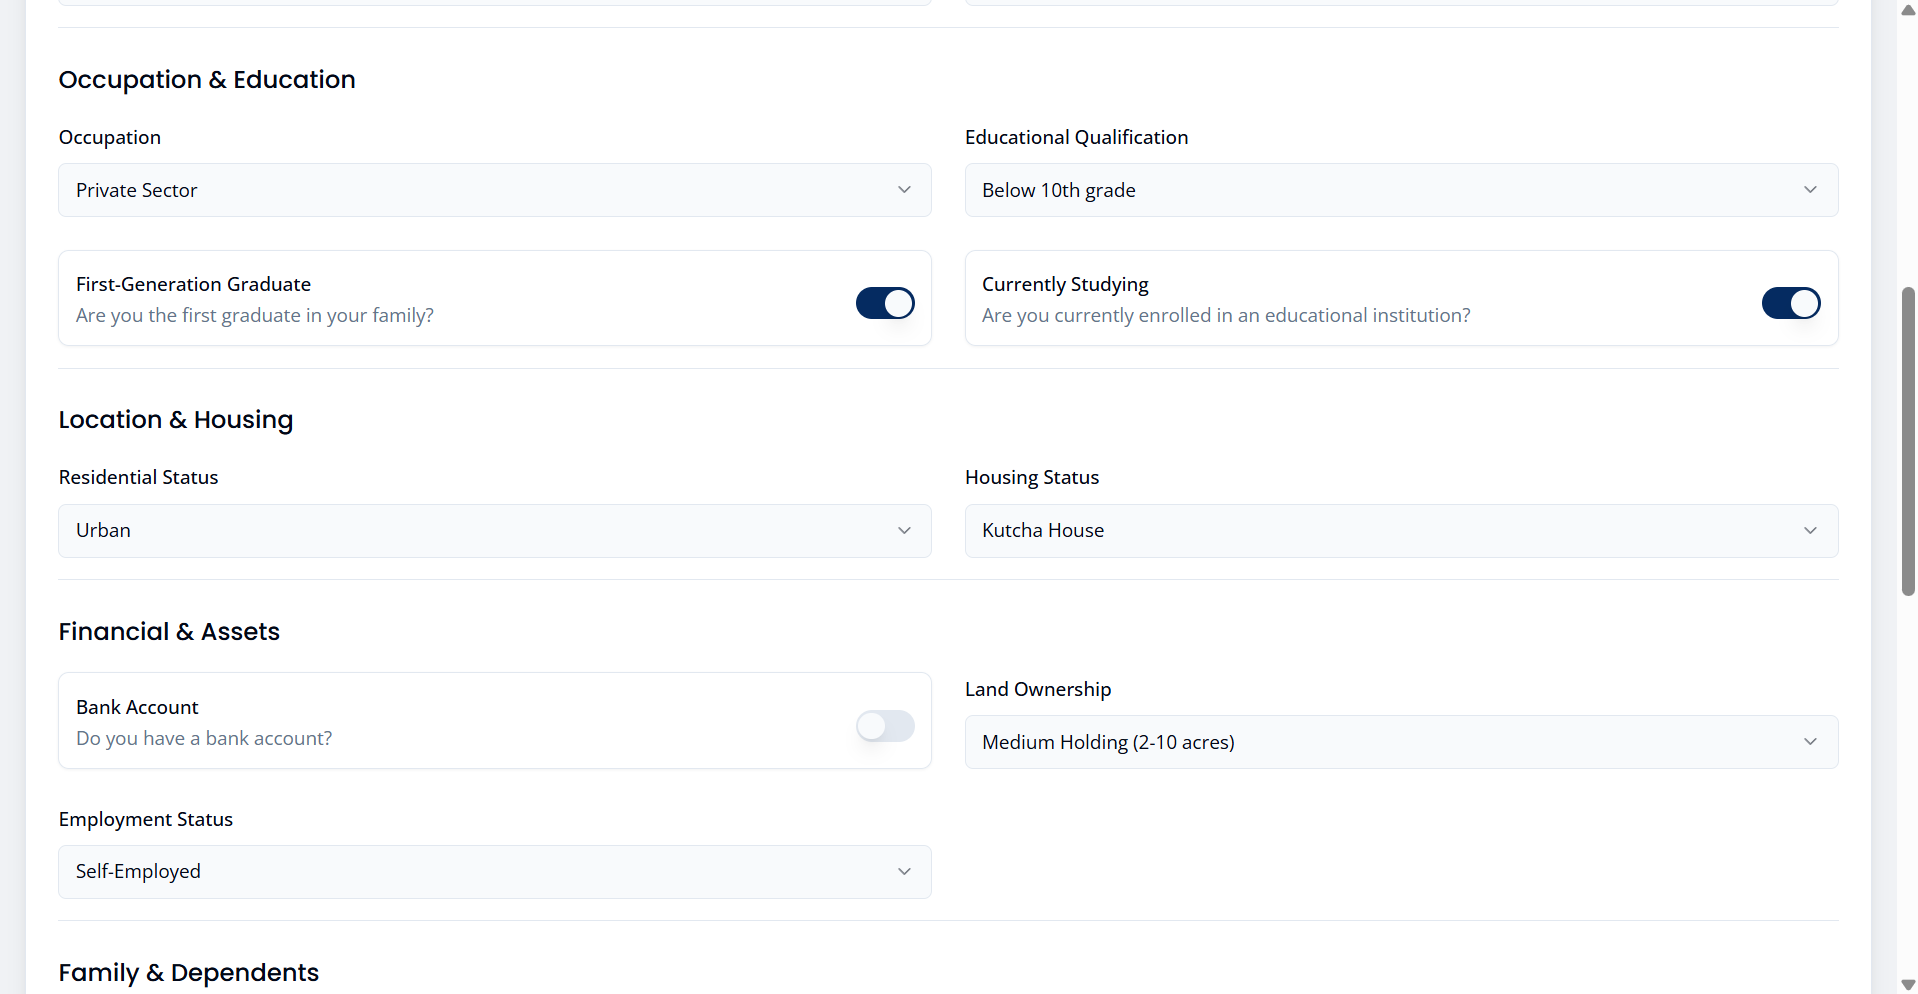 Occupation & Education
Occupation
Educational Qualification
Private Sector
Below 10th grade
First-Generation Graduate
Are you the first graduate in your family?
Currently Studying
Are you currently enrolled in an educational institution?
Location & Housing
Residential Status
Housing Status
Urban
Kutcha House
Financial & Assets
Bank Account
Do you have a bank account?
Land Ownership
Medium Holding (2-10 acres)
Employment Status
Self-Employed
Family & Dependents